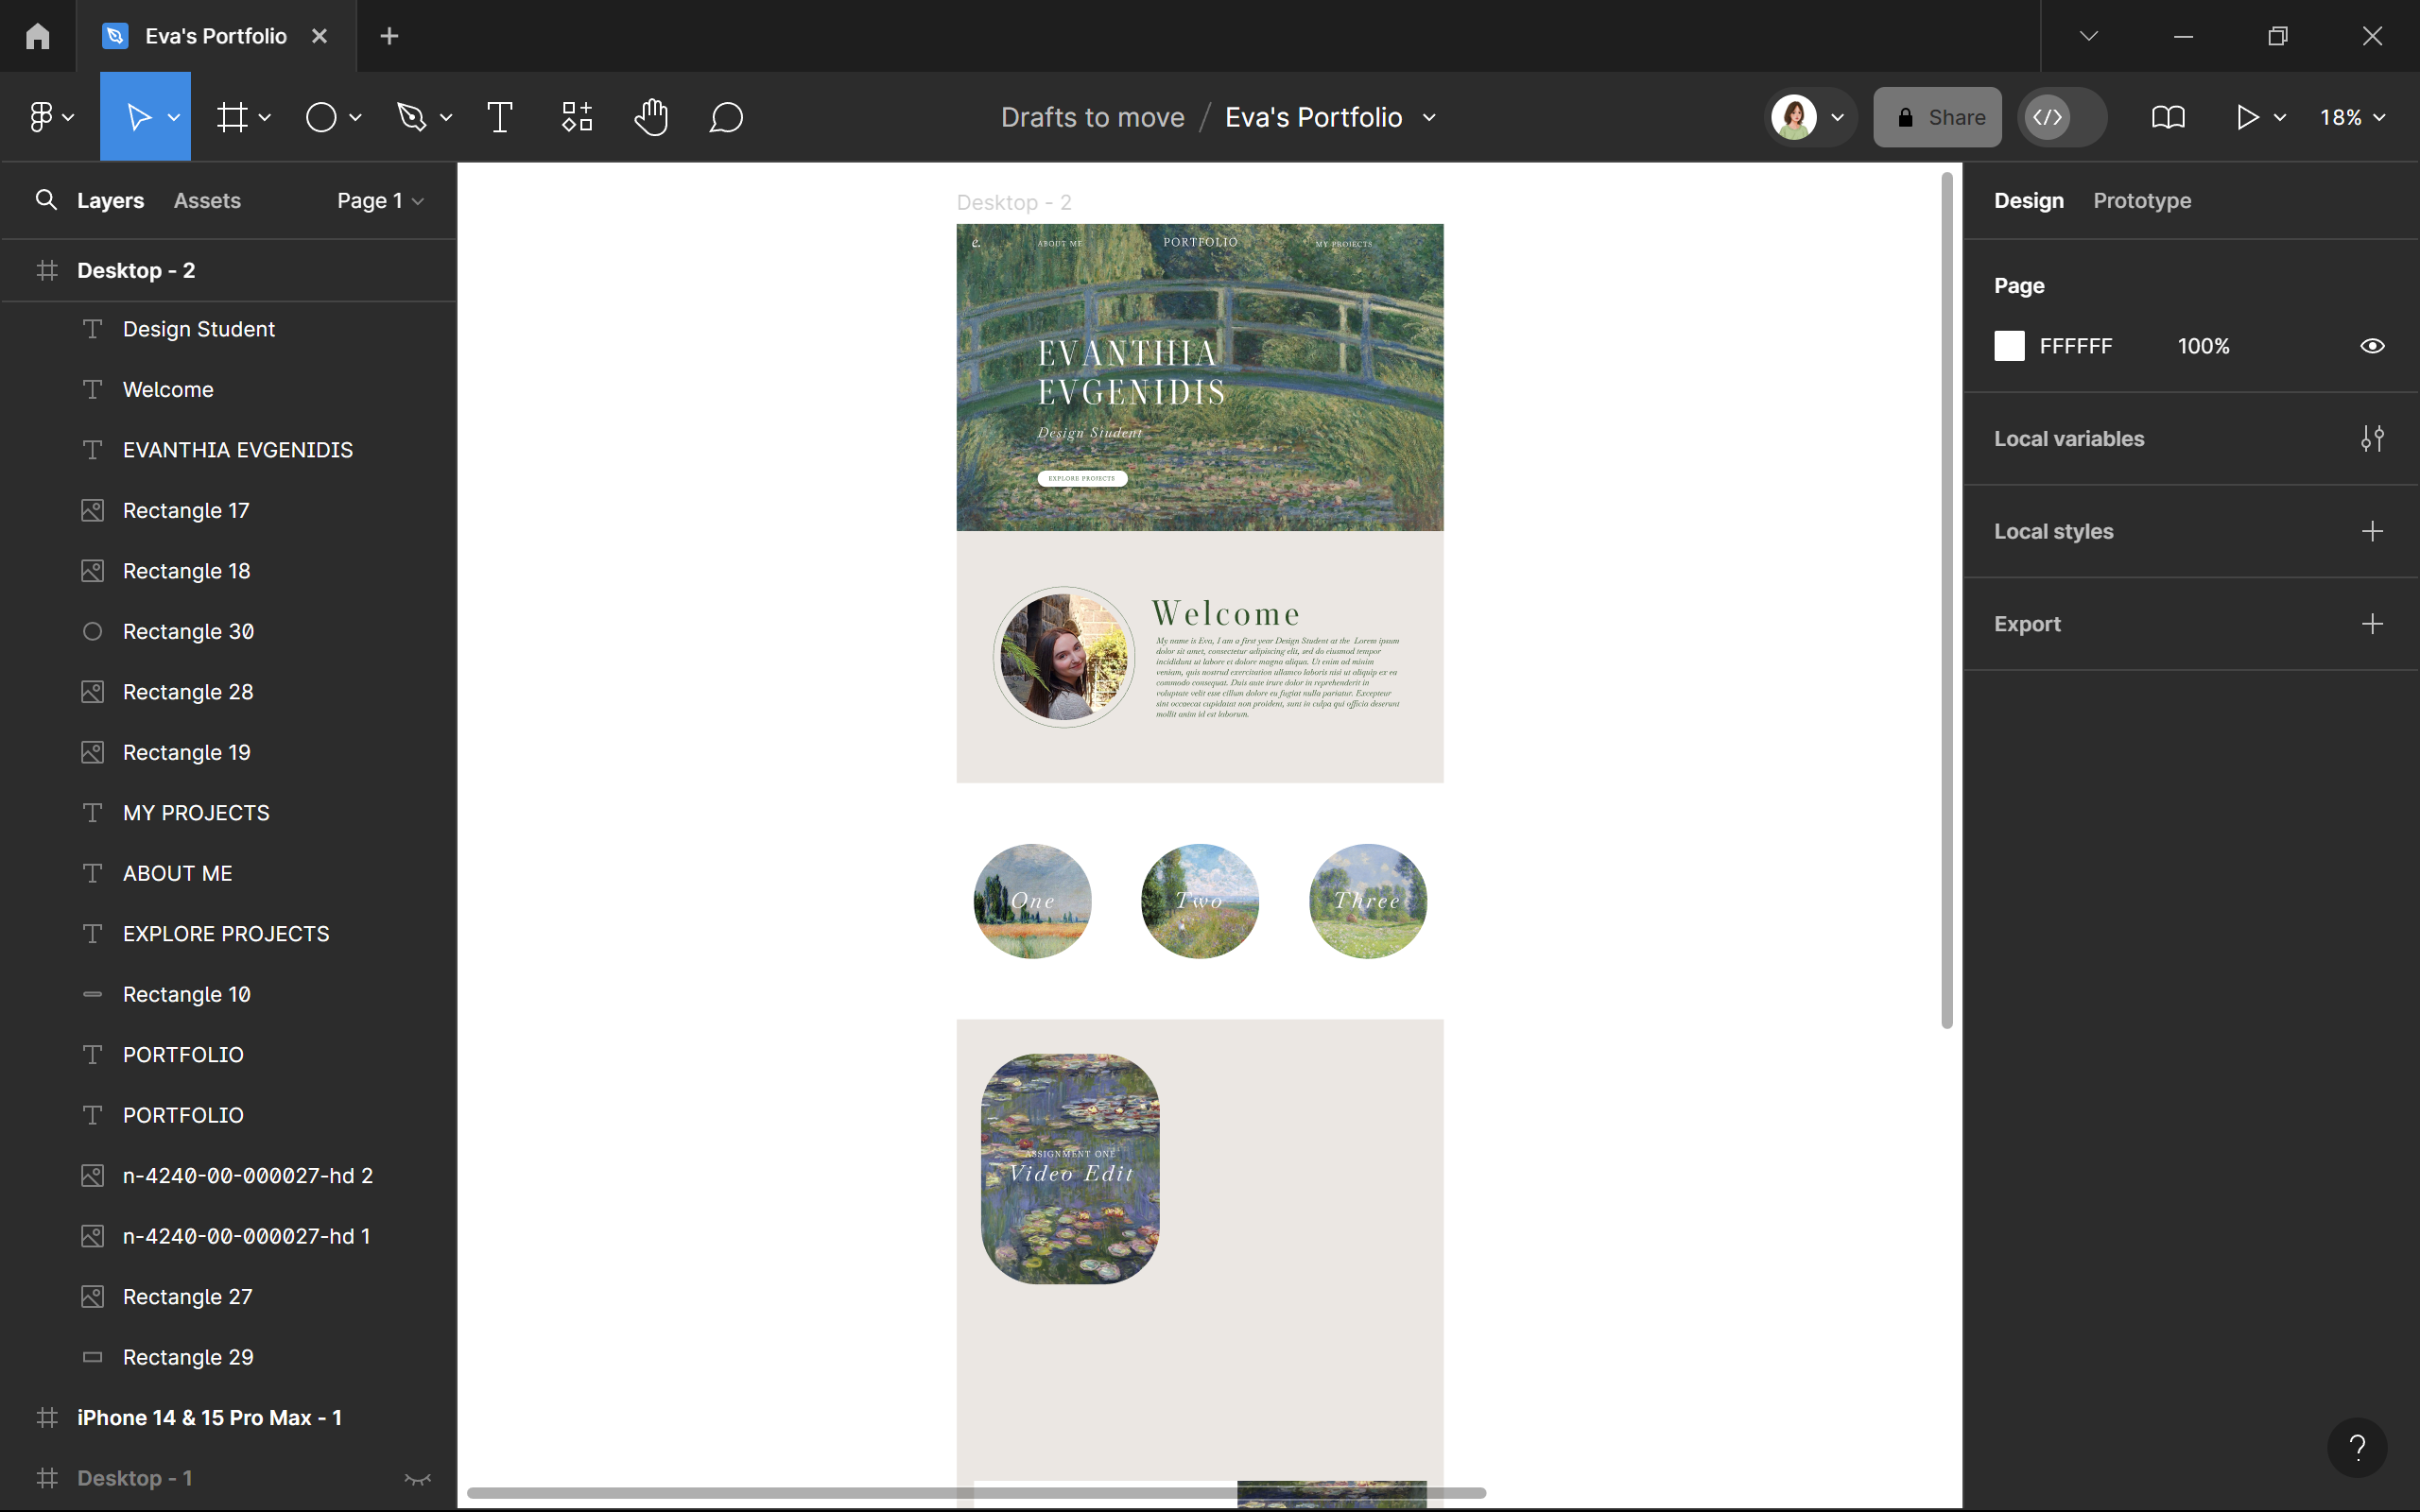 Eva's Portfolio
Drafts to move / Eva's Portfolio
Share
18%
Layers
Assets
Page 1
Desktop - 2
Design Student
Welcome
EVANTHIA EVGENIDIS
Rectangle 17
Rectangle 18
Rectangle 30
Rectangle 28
Rectangle 19
MY PROJECTS
ABOUT ME
EXPLORE PROJECTS
Rectangle 10
PORTFOLIO
PORTFOLIO
n-4240-00-000027-hd 2
n-4240-00-000027-hd 1
Rectangle 27
Rectangle 29
iPhone 14 & 15 Pro Max - 1
Desktop - 1
Desktop - 2
e.
ABOUT ME
PORTFOLIO
MY PROJECTS
EVANTHIA
EVGENIDIS
Design Student
EXPLORE PROJECTS
Welcome
My name is Eva, I am a first year Design Student at the Lorem ipsum
dolor sit amet, consectetur adipiscing elit, sed do eiusmod tempor
incididunt ut labore et dolore magna aliqua. Ut enim ad minim
veniam, quis nostrud exercitation ullamco laboris nisi ut aliquip ex ea
commodo consequat. Duis aute irure dolor in reprehenderit in
voluptate velit esse cillum dolore eu fugiat nulla pariatur. Excepteur
sint occaecat cupidatat non proident, sunt in culpa qui officia deserunt
mollit anim id est laborum.
One
Two
Three
ASSIGNMENT ONE
Video Edit
Design
Prototype
Page
FFFFFF
100%
Local variables
Local styles
Export
?